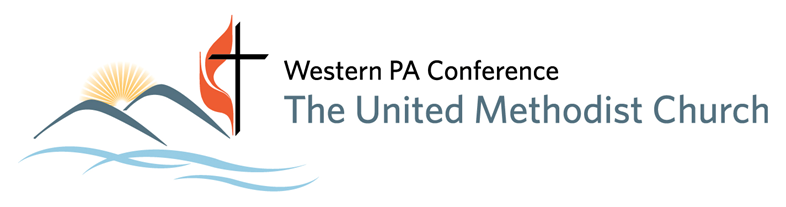 Western PA Conference
The United Methodist Church